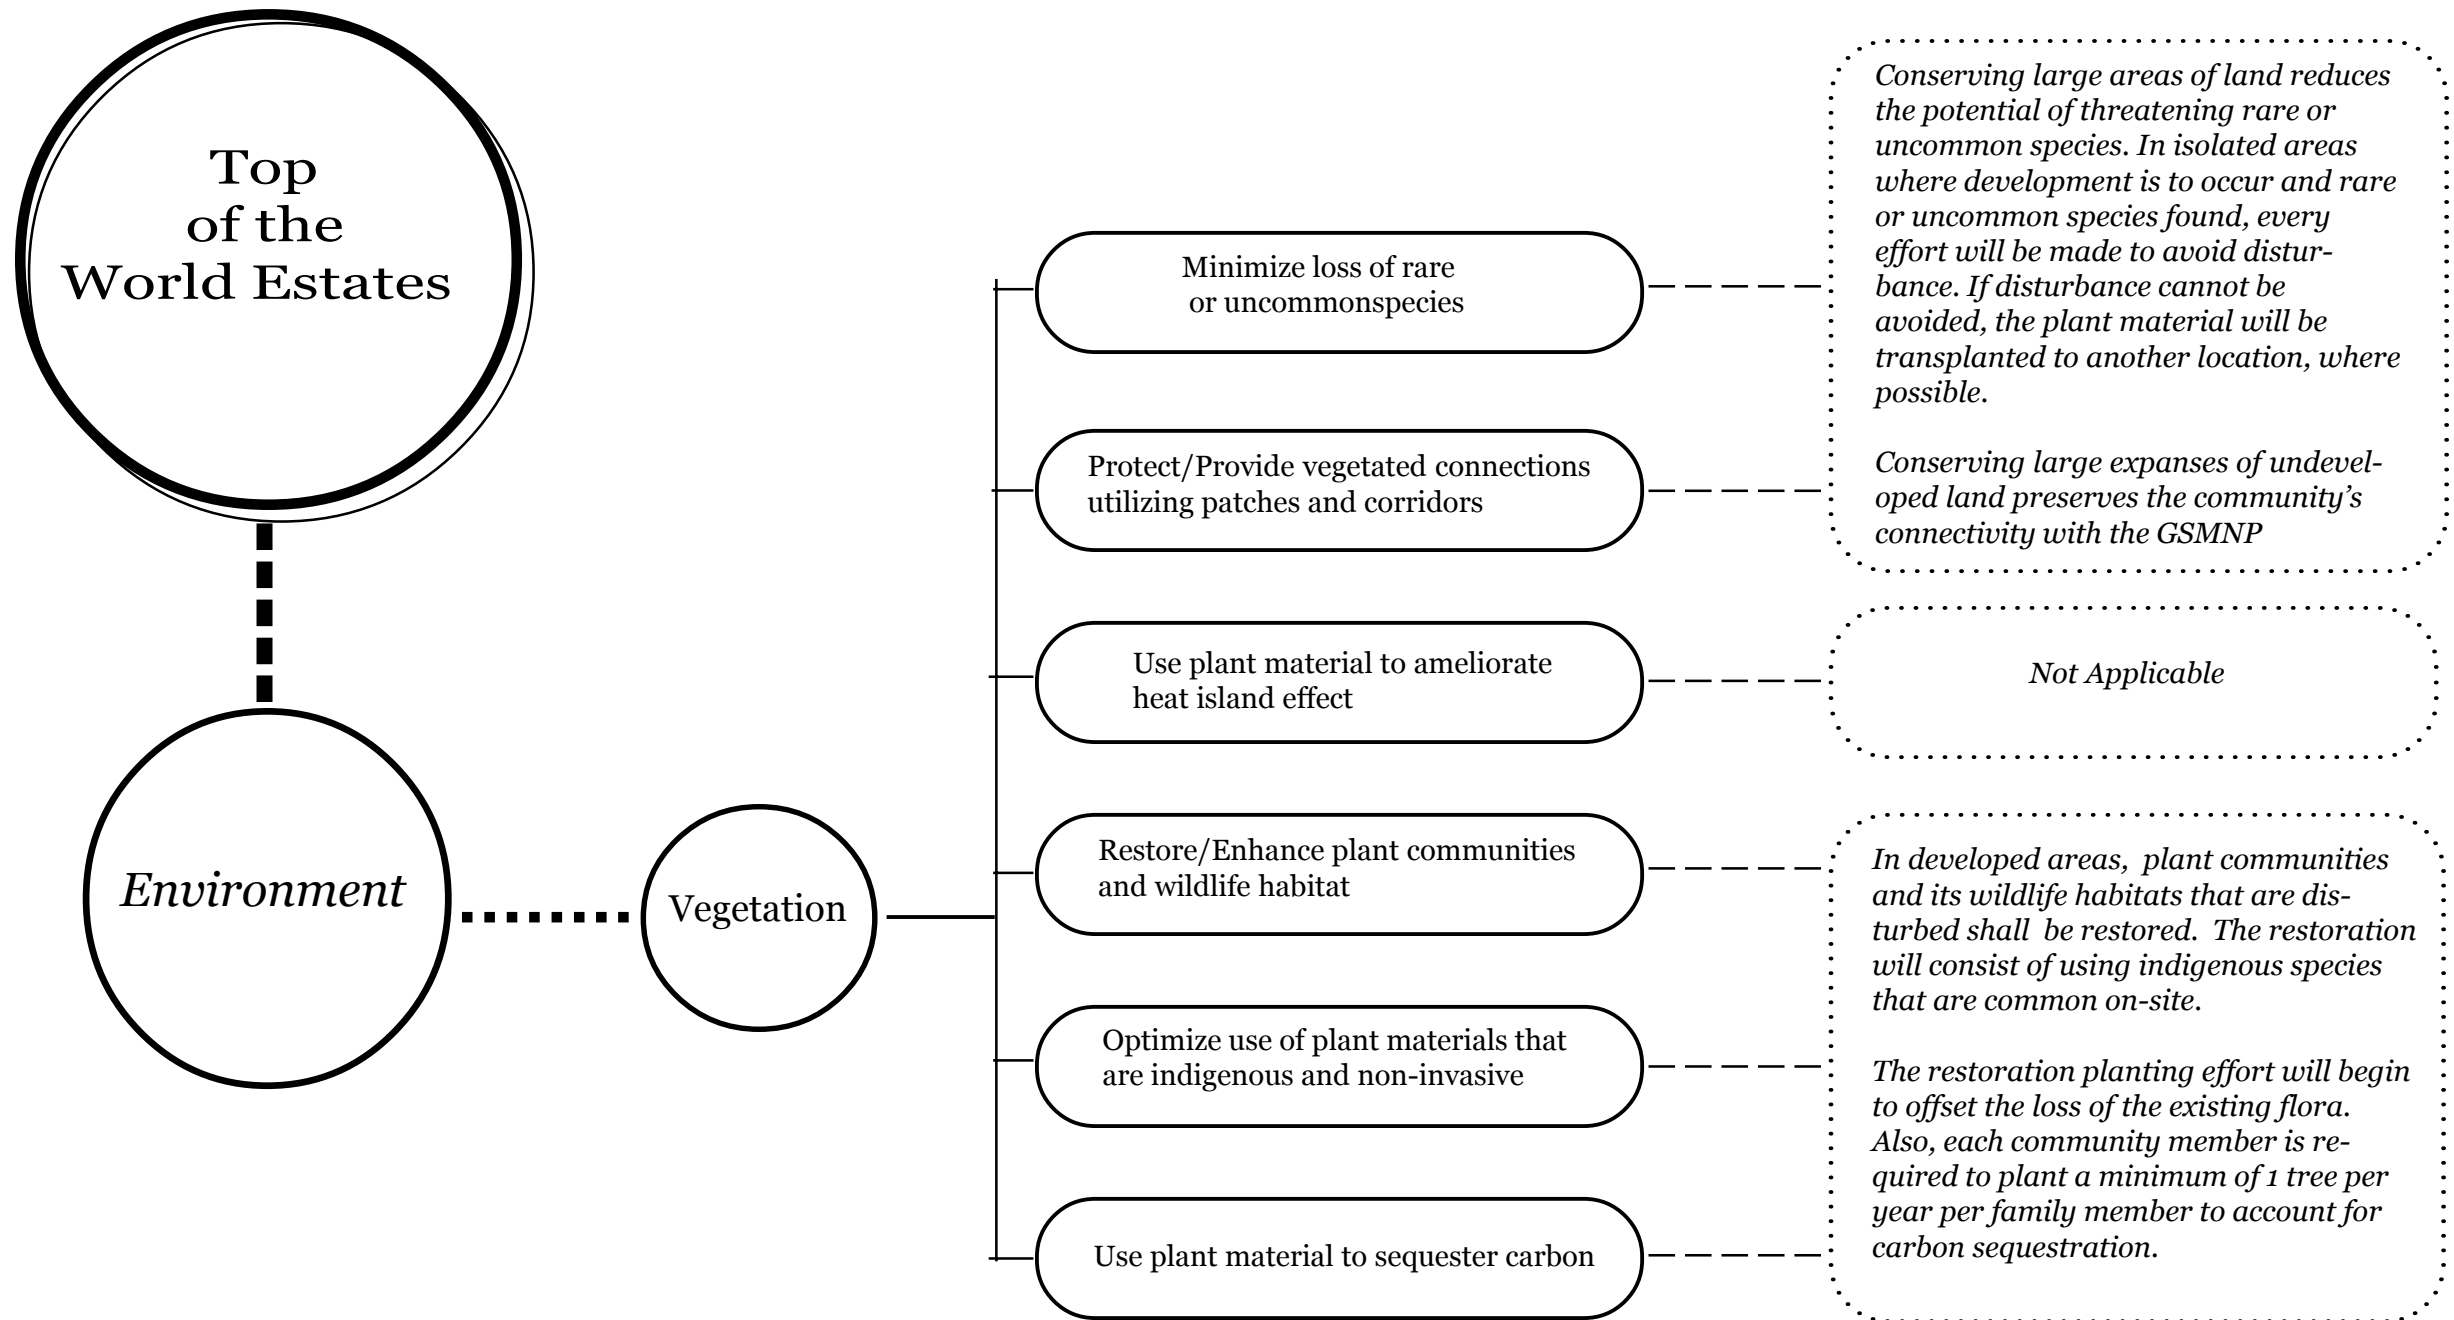 Top
of the
World Estates
Environment
Vegetation
Minimize loss of rare
or uncommonspecies
Protect/Provide vegetated connections
utilizing patches and corridors
Use plant material to ameliorate
heat island effect
Restore/Enhance plant communities
and wildlife habitat
Optimize use of plant materials that
are indigenous and non-invasive
Use plant material to sequester carbon
Conserving large areas of land reduces
the potential of threatening rare or
uncommon species. In isolated areas
where development is to occur and rare
or uncommon species found, every
effort will be made to avoid distur-
bance. If disturbance cannot be
avoided, the plant material will be
transplanted to another location, where
possible.
Conserving large expanses of undevel-
oped land preserves the community’s
connectivity with the GSMNP
Not Applicable
In developed areas,  plant communities
and its wildlife habitats that are dis-
turbed shall  be restored.  The restoration
will consist of using indigenous species
that are common on-site.
The restoration planting effort will begin
to offset the loss of the existing flora.
Also, each community member is re-
quired to plant a minimum of 1 tree per
year per family member to account for
carbon sequestration.